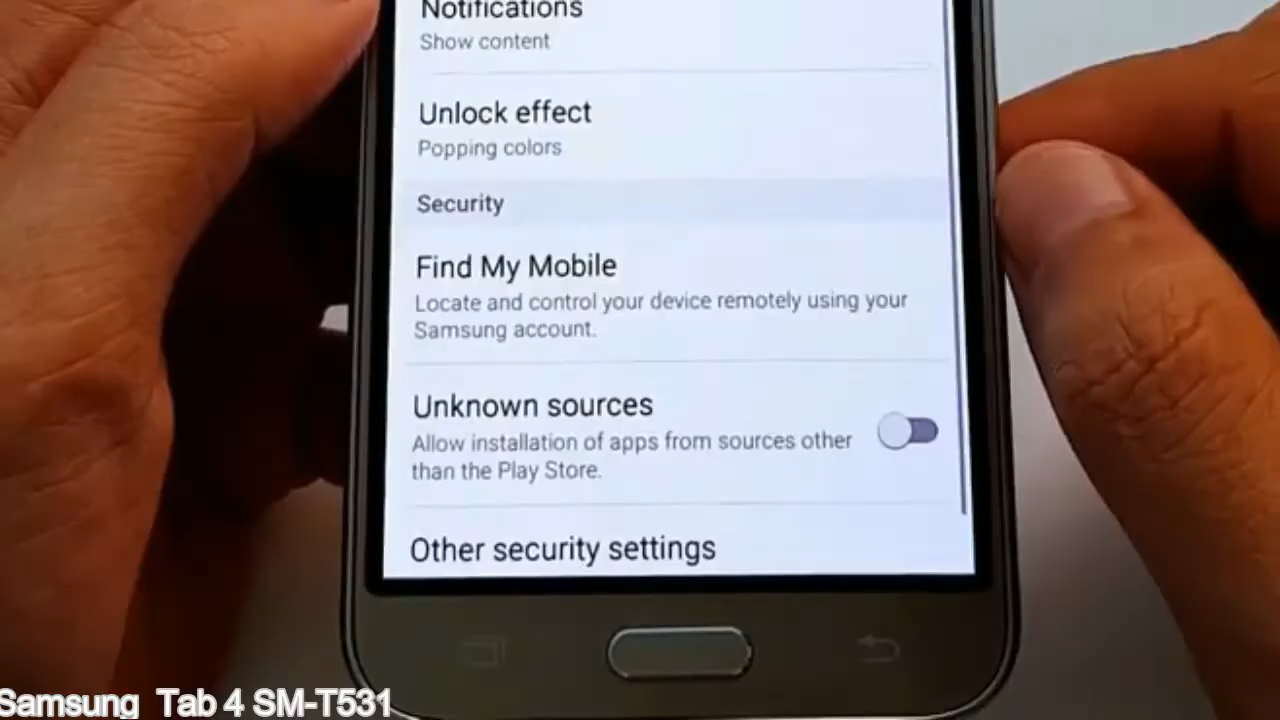 Notifications
Show content
Unlock effect
Popping colors
Security
Find My Mobile
Locate and control your device remotely using your
Samsung account.
Unknown sources
Allow installation of apps from sources other
than the Play Store.
Other security settings
Samsung Tab 4 SM-T531